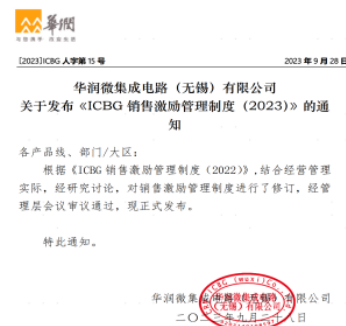 华润
[2023]ICBG 人字第 15 号 2023 年 9 月 28 日
华润微集成电路（无锡）有限公司
关于发布《ICBG 销售激励管理制度（2023）》的通
知
各产品线、部门/大区：
根据《ICBG 销售激励管理制度（2022）》,结合经营管理
实际，经研究讨论，对销售激励管理制度进行了修订，经管
理层会议审议通过，现正式发布。
特此通知。
华润微集成电路（无锡）有限公司
二〇二三年九月二十八日